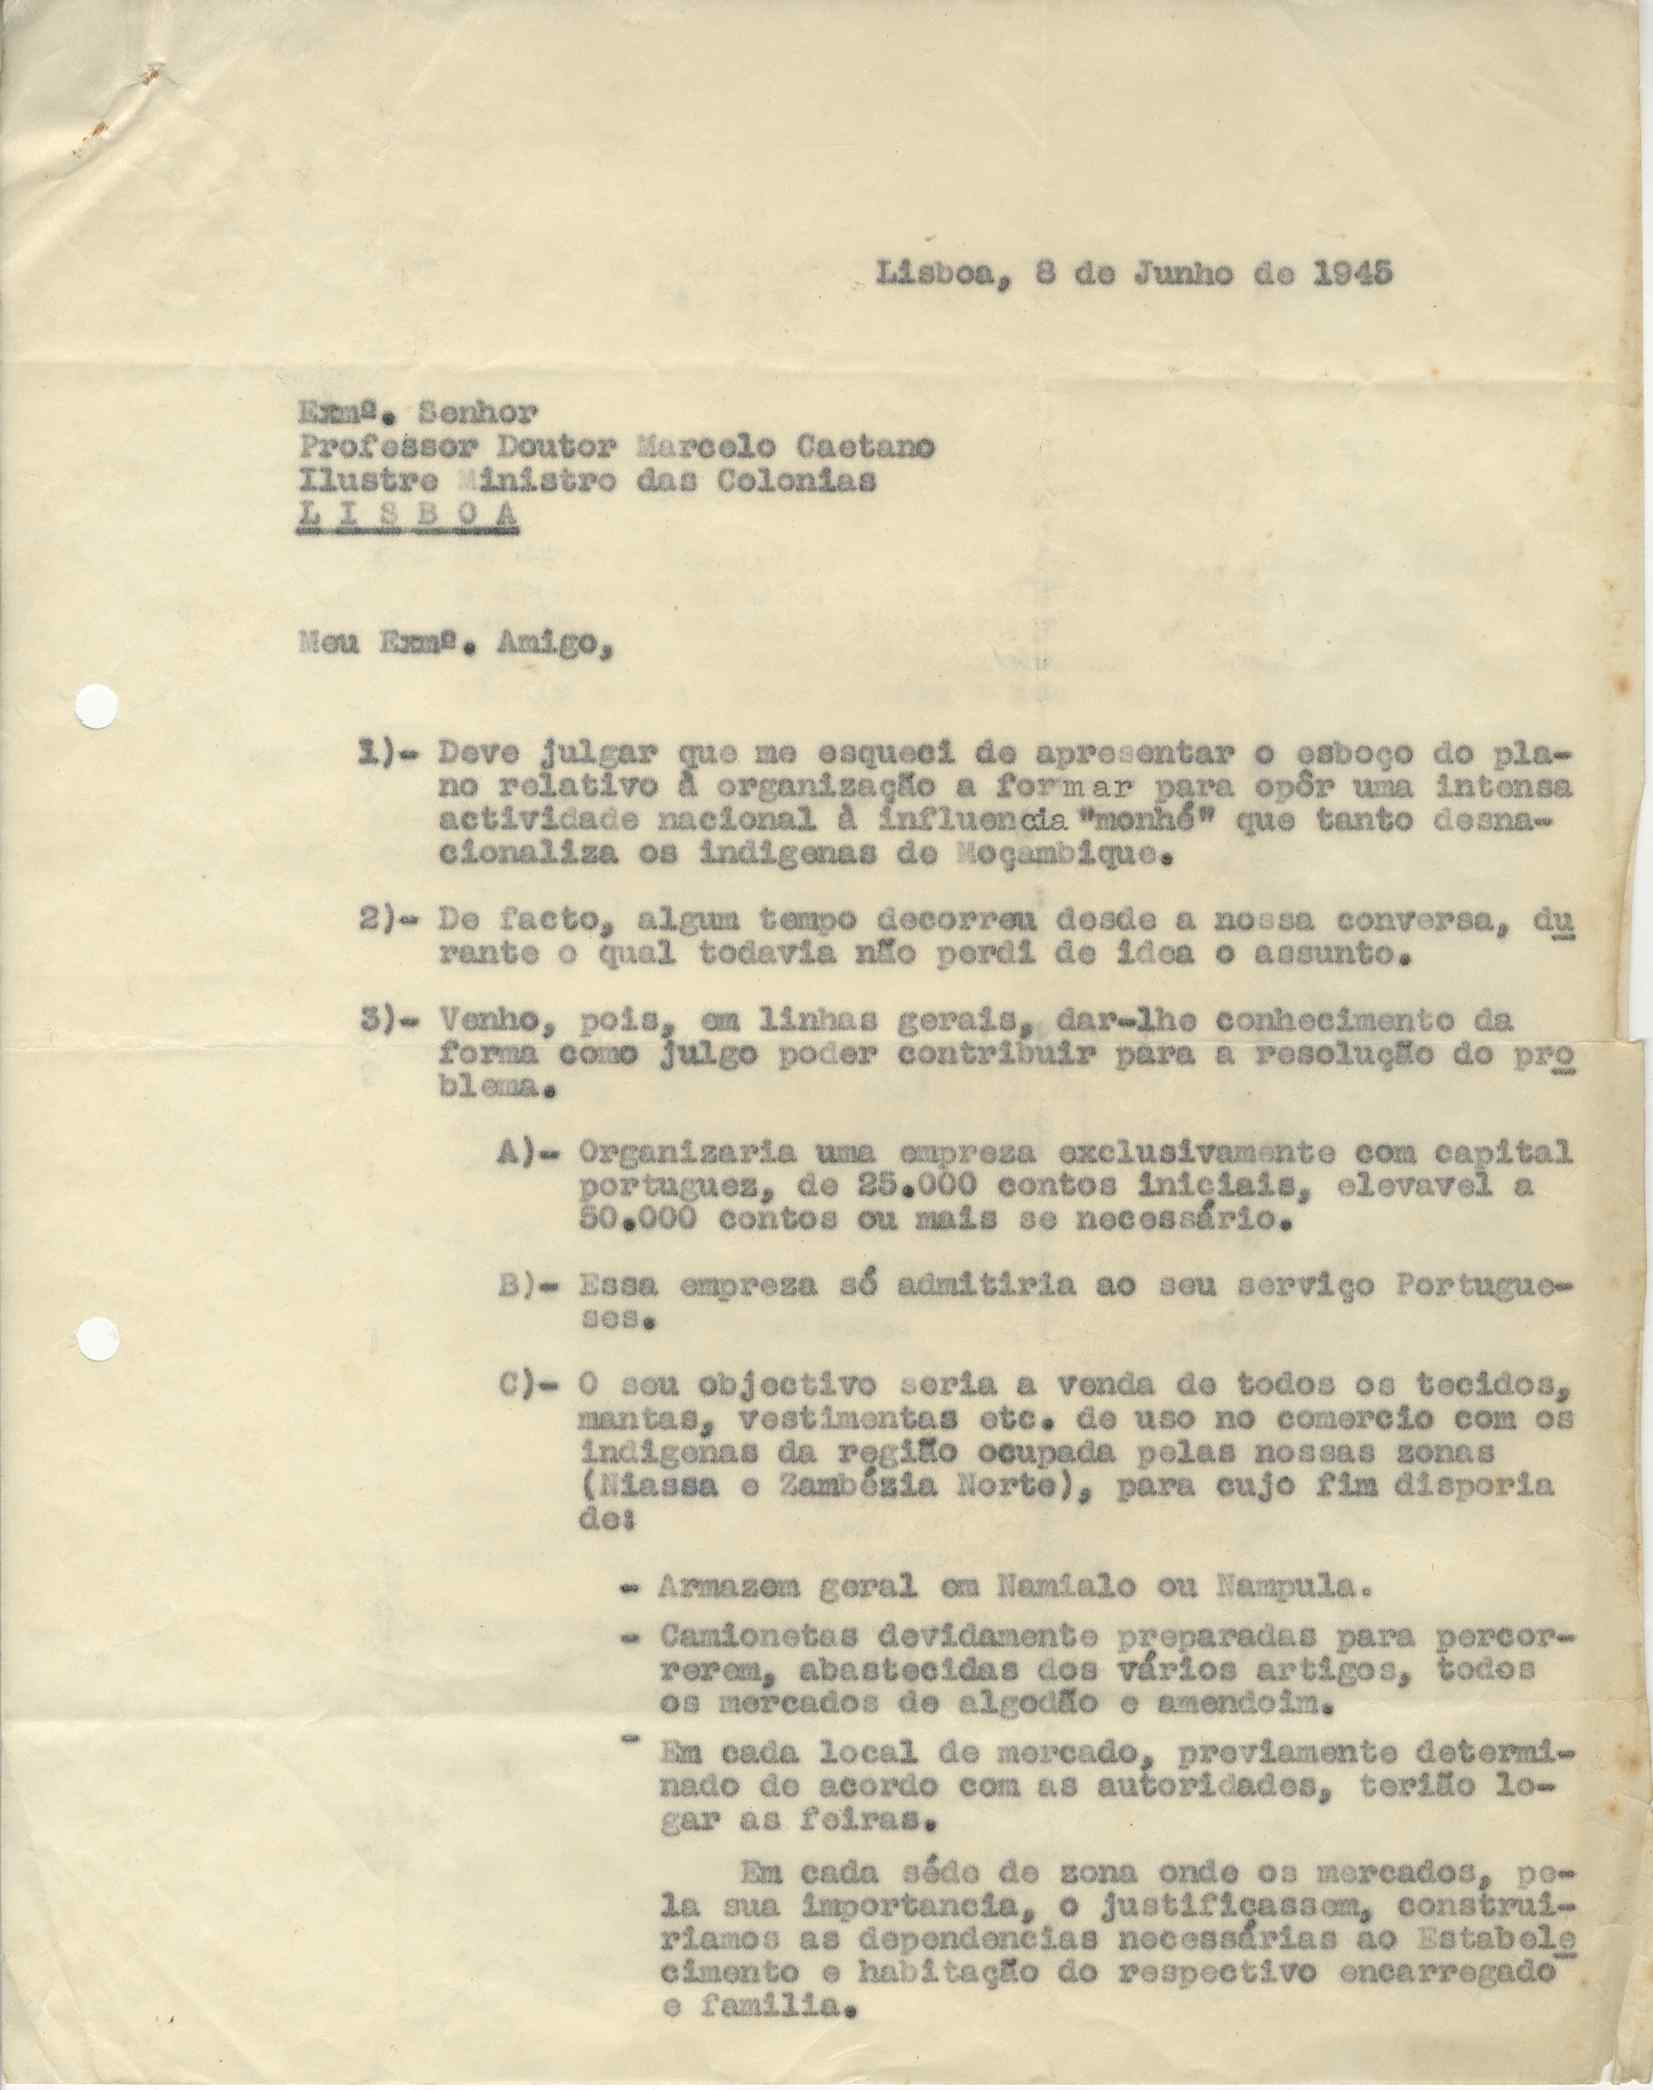 Lisboa, 8 de Junho de 1945
Exmº. Senhor
Professor Doutor Marcelo Caetano
Ilustre Ministro das Colonias
L I S B O A
Meu Exmº. Amigo,
1)- Deve julgar que me esqueci de apresentar o esboço do pla-
no relativo à organização a formar para opôr uma intensa
actividade nacional à influencia "monhé" que tanto desna-
cionaliza os indigenas de Moçambique.
2)- De facto, algum tempo decorreu desde a nossa conversa, du
rante o qual todavia não perdi de idea o assunto.
3)- Venho, pois, em linhas gerais, dar-lhe conhecimento da
forma como julgo poder contribuir para a resolução do pro
blema.
A)- Organizaria uma empreza exclusivamente com capital
portuguez, de 25.000 contos iniciais, elevavel a
50.000 contos ou mais se necessário.
B)- Essa empreza só admitiria ao seu serviço Portugue-
ses.
C)- O seu objectivo seria a venda de todos os tecidos,
mantas, vestimentas etc. de uso no comercio com os
indigenas da região ocupada pelas nossas zonas
(Niassa e Zambézia Norte), para cujo fim disporia
de:
- Armazem geral em Namialo ou Nampula.
- Camionetas devidamente preparadas para percor-
rerem, abastecidas dos vários artigos, todos
os mercados de algodão e amendoim.
- Em cada local de mercado, previamente determi-
nado de acordo com as autoridades, terião lo-
gar as feiras.
Em cada séde de zona onde os mercados, pe-
la sua importancia, o justificassem, construi-
riamos as dependencias necessárias ao Estabele
cimento e habitação do respectivo encarregado
e familia.